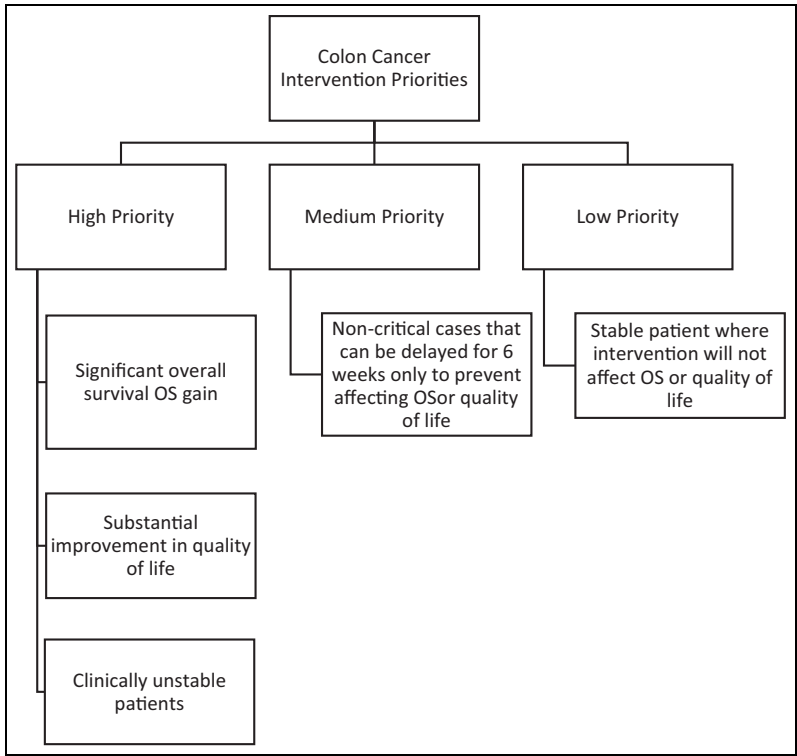 Colon Cancer
Intervention Priorities
High Priority
Medium Priority
Low Priority
Significant overall
survival OS gain
Substantial
improvement in quality
of life
Clinically unstable
patients
Non-critical cases that
can be delayed for 6
weeks only to prevent
affecting OSor quality
of life
Stable patient where
intervention will not
affect OS or quality of
life